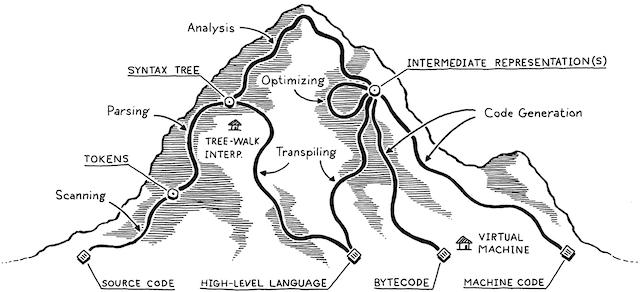 Analysis
SYNTAX TREE
INTERMEDIATE REPRESENTATION(S)
Optimizing
Parsing
Code Generation
TREE-WALK
INTERP.
Transpiling
TOKENS
Scanning
VIRTUAL
MACHINE
SOURCE CODE
HIGH-LEVEL LANGUAGE
BYTECODE
MACHINE CODE